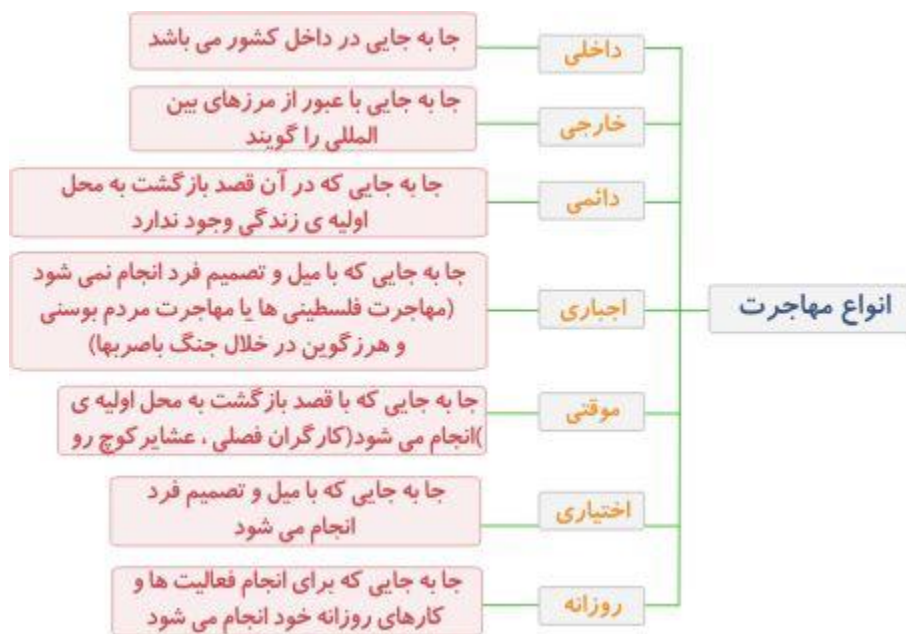 انواع مهاجرت
داخلی
جا به جایی در داخل کشور می باشد
خارجی
جا به جایی با عبور از مرزهای بین
المللی را گویند
دائمی
جا به جایی که در آن قصد بازگشت به محل
اولیه ی زندگی وجود ندارد
اجباری
جا به جایی که با میل و تصمیم فرد انجام نمی شود
(مهاجرت فلسطینی ها یا مهاجرت مردم بوسنی
و هرزگوین در خلال جنگ باصربها)
موقتی
جا به جایی که با قصد بازگشت به محل اولیه ی
انجام می شود(کارگران فصلی ، عشایر کوچ رو(
اختیاری
جا به جایی که با میل و تصمیم فرد
انجام می شود
روزانه
جا به جایی که برای انجام فعالیت ها و
کارهای روزانه خود انجام می شود